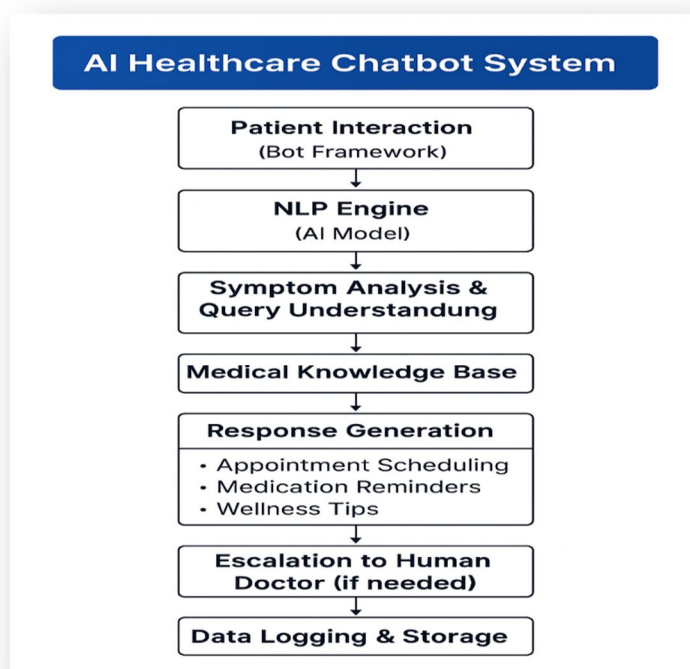 AI Healthcare Chatbot System
Patient Interaction
(Bot Framework)
NLP Engine
(AI Model)
Symptom Analysis &
Query Understandung
Medical Knowledge Base
Response Generation
• Appointment Scheduling
• Medication Reminders
• Wellness Tips
Escalation to Human
Doctor (if needed)
Data Logging & Storage